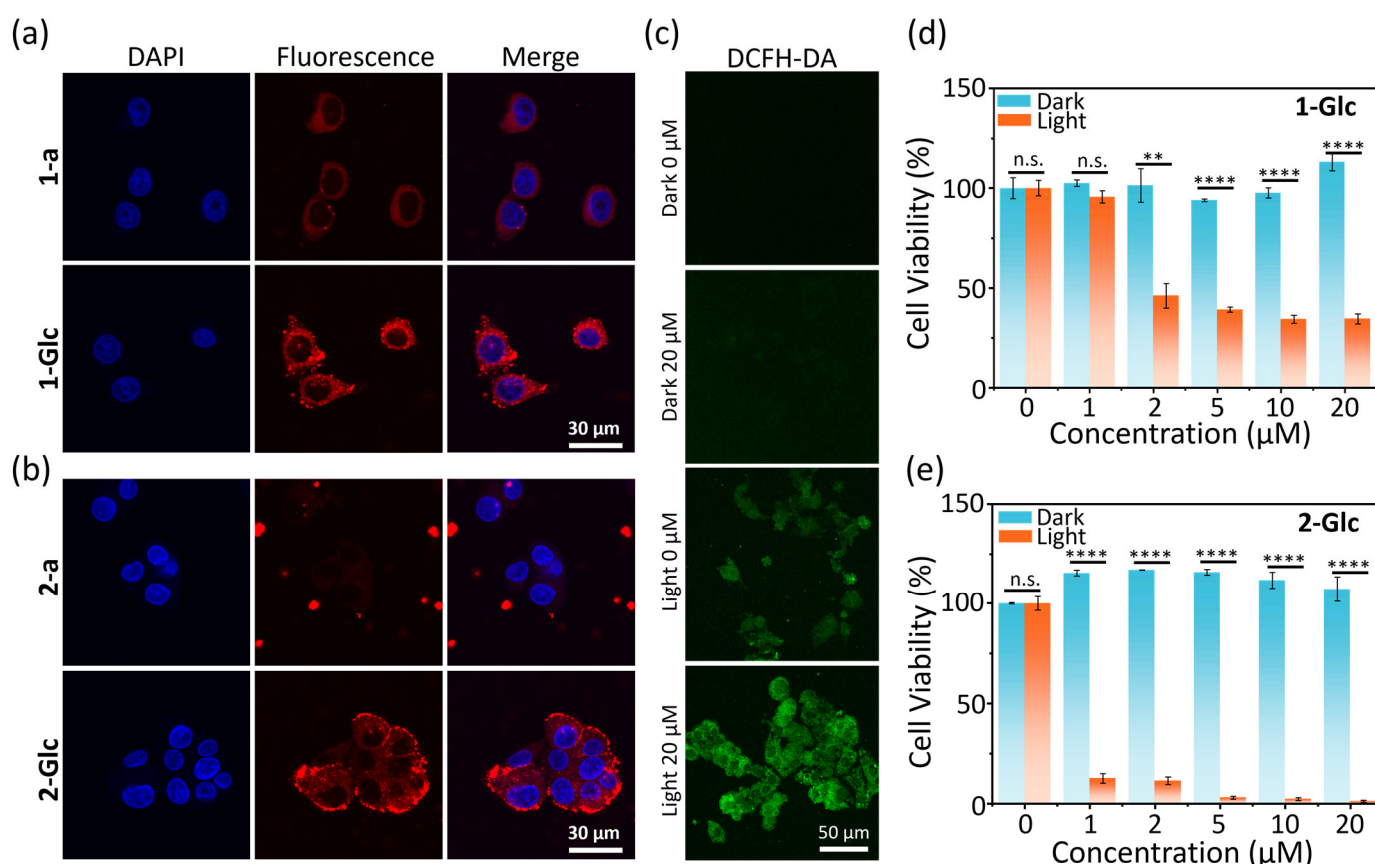 (a)
DAPI
Fluorescence
Merge
1-a
1-Glc
30 µm
(b)
2-a
2-Glc
30 µm
(c)
DCFH-DA
Dark 0 µM
Dark 20 µM
Light 0 µM
Light 20 µM
50 µm
(d)
150
100
50
0
Cell Viability (%)
Dark
Light
1-Glc
n.s.
n.s.
**
****
****
****
0 1 2 5 10 20
Concentration (µM)
(e)
150
100
50
0
Cell Viability (%)
Dark
Light
2-Glc
n.s.
****
****
****
****
****
0 1 2 5 10 20
Concentration (µM)